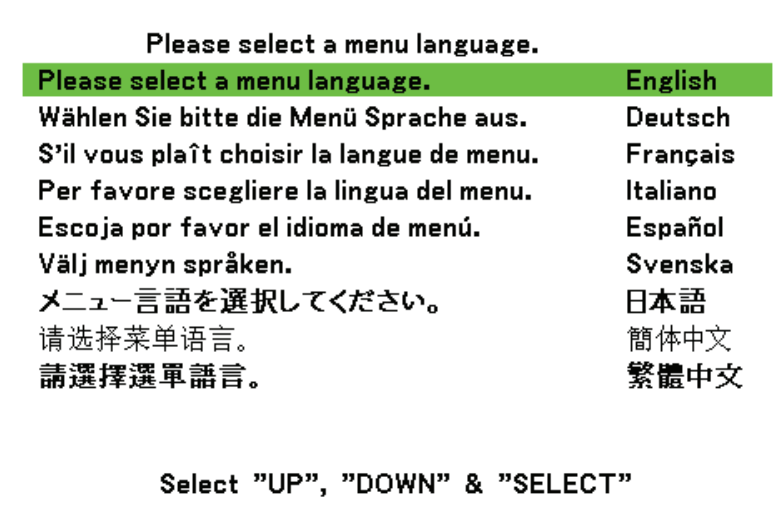 Please select a menu language.
Please select a menu language. English
Wählen Sie bitte die Menü Sprache aus. Deutsch
S'il vous plaît choisir la langue de menu. Français
Per favore scegliere la lingua del menu. Italiano
Escoja por favor el idioma de menú. Español
Välj menyn språken. Svenska
メニュー言語を選択してください。 日本語
请选择菜单语言。 簡体中文
請選擇選單語言。 繁體中文
Select "UP", "DOWN" & "SELECT"